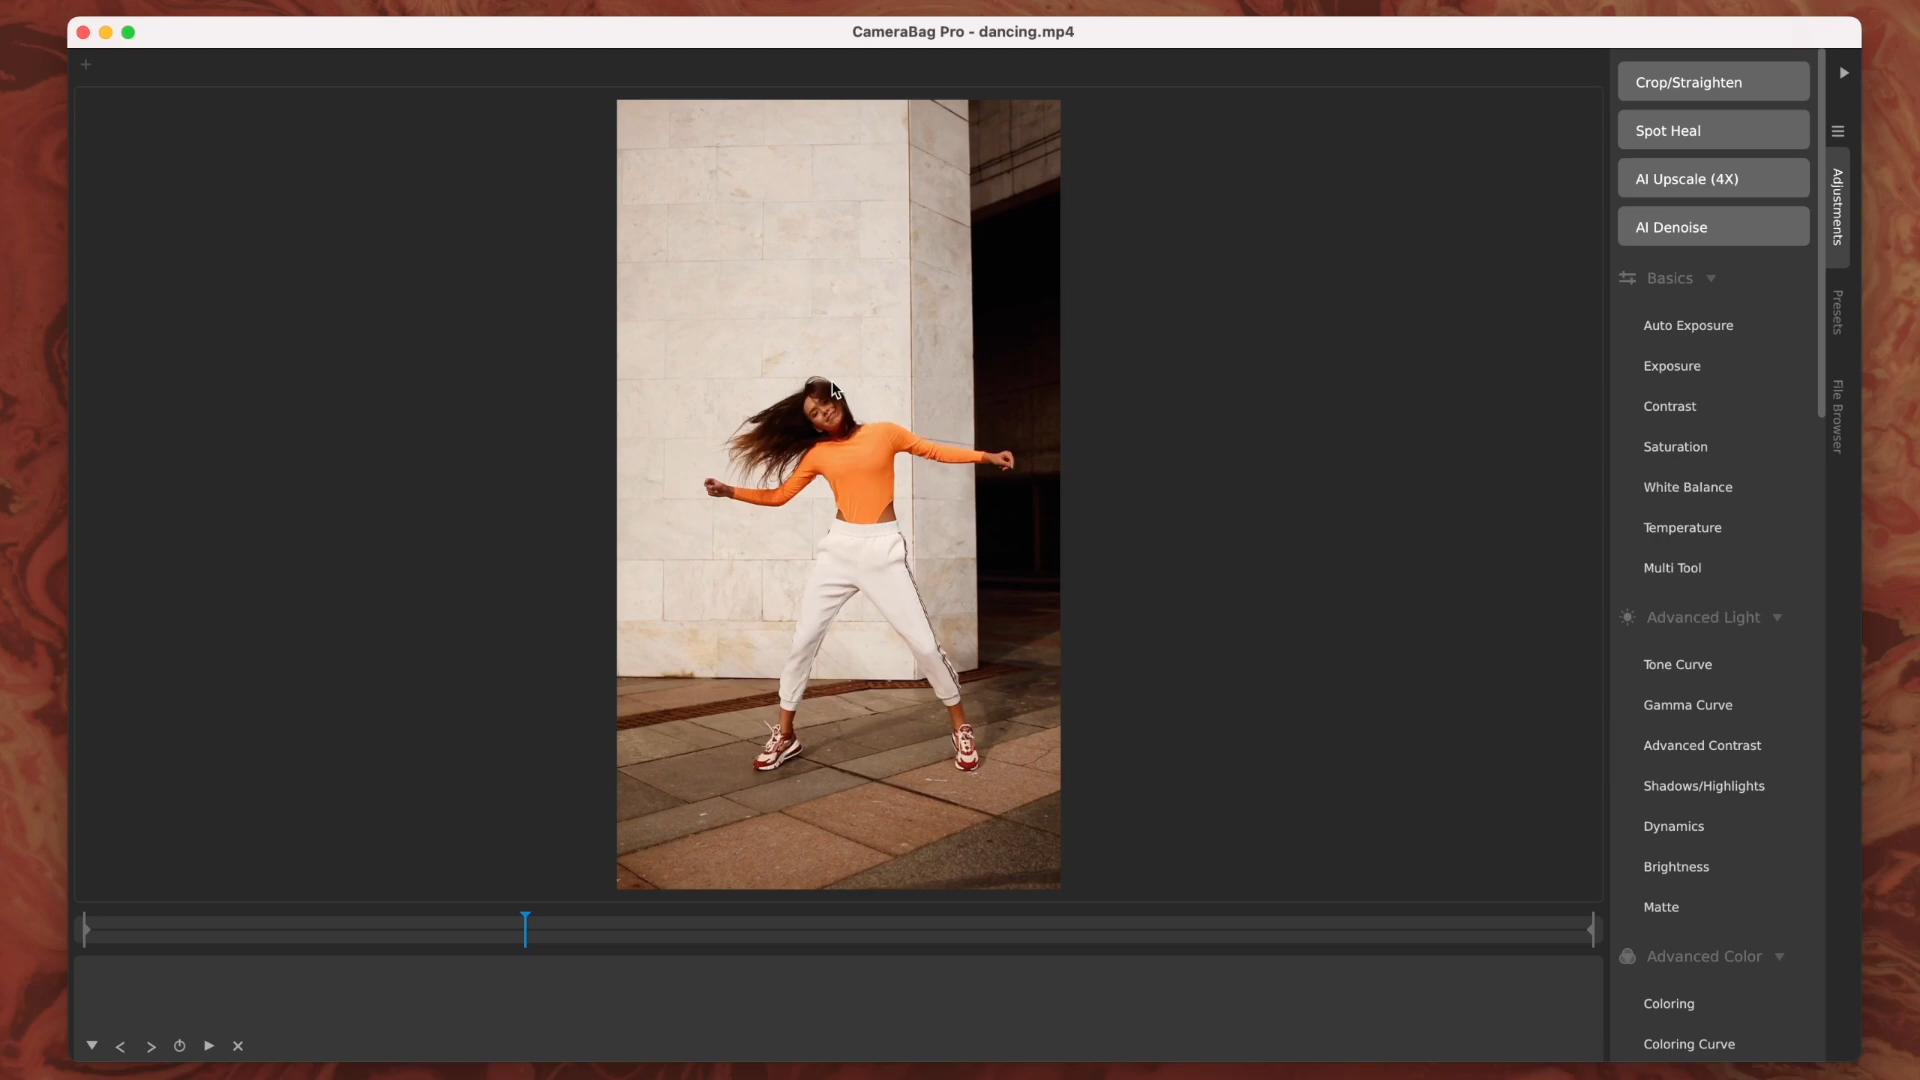 CameraBag Pro - dancing.mp4
Crop/Straighten
Spot Heal
AI Upscale (4X)
AI Denoise
Basics
Auto Exposure
Exposure
Contrast
Saturation
White Balance
Temperature
Multi Tool
Advanced Light
Tone Curve
Gamma Curve
Advanced Contrast
Shadows/Highlights
Dynamics
Brightness
Matte
Advanced Color
Coloring
Coloring Curve
Adjustments
Presets
File Browser